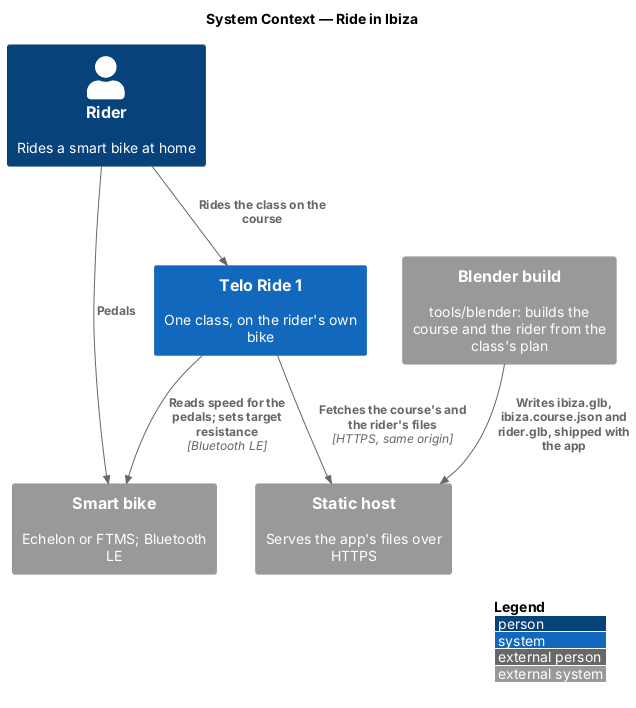 System Context — Ride in Ibiza
Rider
Rides a smart bike at home
Rides the class on the
course
Pedals
Telo Ride 1
One class, on the rider's own
bike
Blender build
tools/blender: builds the
course and the rider from the
class's plan
Reads speed for the
pedals; sets target
resistance
[Bluetooth LE]
Fetches the course's and
the rider's files
[HTTPS, same origin]
Writes ibiza.glb,
ibiza.course.json and
rider.glb, shipped with
the app
Smart bike
Echelon or FTMS; Bluetooth
LE
Static host
Serves the app's files over
HTTPS
Legend
person
system
external person
external system